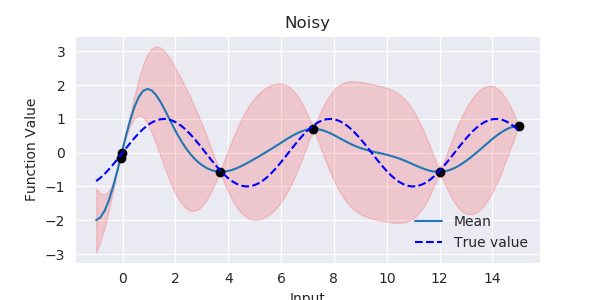 Noisy
Function Value
3
2
1
0
−1
−2
−3
Mean
True value
0 2 4 6 8 10 12 14
Input